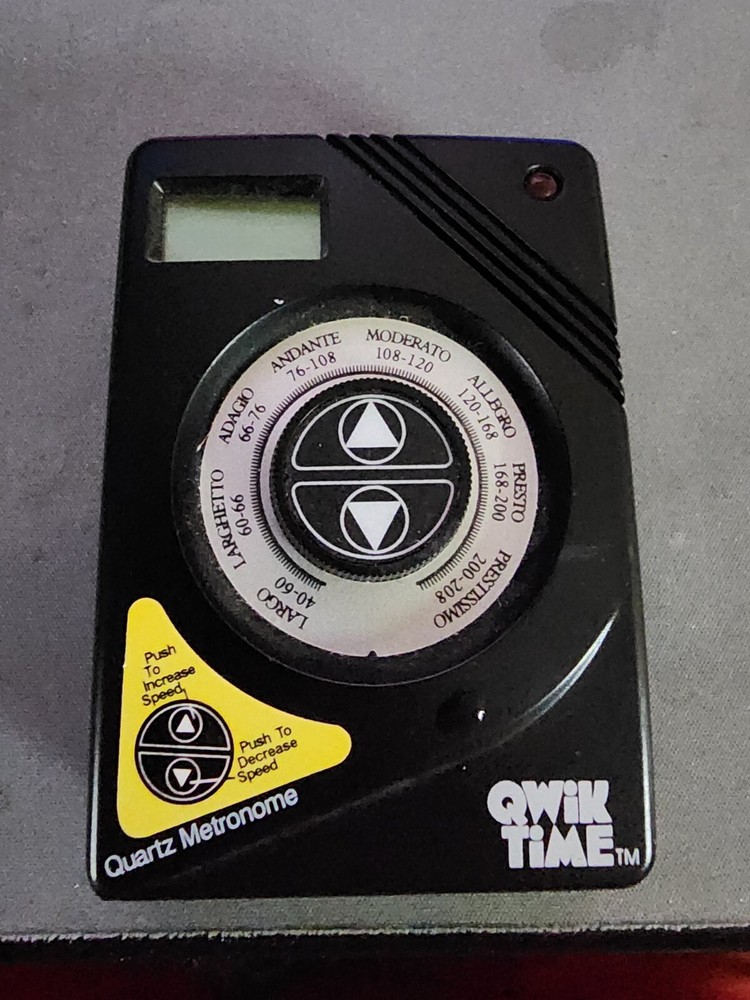 LARGO
40-60
LARGHETTO
60-66
ADAGIO
66-76
ANDANTE
76-108
MODERATO
108-120
ALLEGRO
120-168
PRESTO
168-200
PRESTISSIMO
200-208
Push
To
Increase
Speed
Push To
Decrease
Speed
Quartz Metronome
QWiK
TiME™